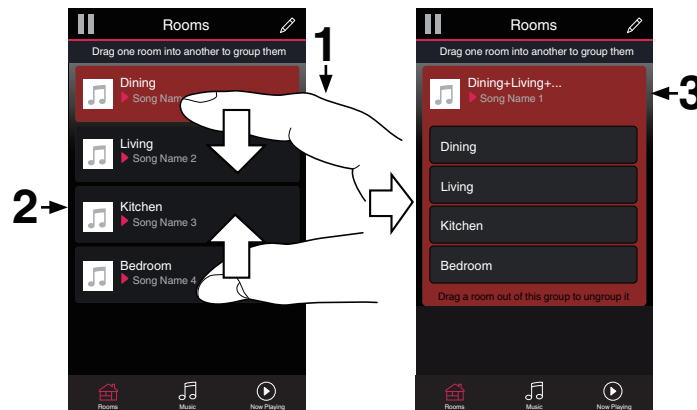 Rooms
Drag one room into another to group them
1
Dining
Song Nam
Living
Song Name 2
2
Kitchen
Song Name 3
Bedroom
Song Name 4
Rooms
Music
Now Playing
Rooms
Drag one room into another to group them
Dining+Living+...
Song Name 1
3
Dining
Living
Kitchen
Bedroom
Drag a room out of this group to ungroup it
Rooms
Music
Now Playing